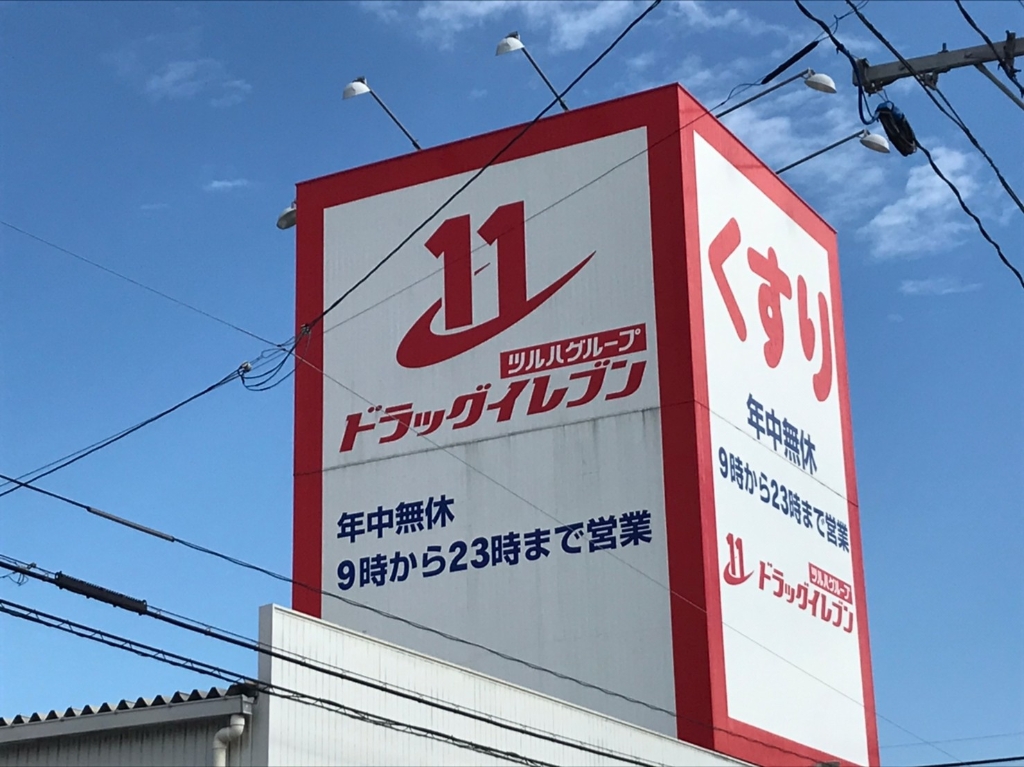 11
ツルハグループ
ドラッグイレブン
年中無休
9時から23時まで営業
くすり
年中無休
9時から23時まで営業
11
ツルハグループ
ドラッグイレブン